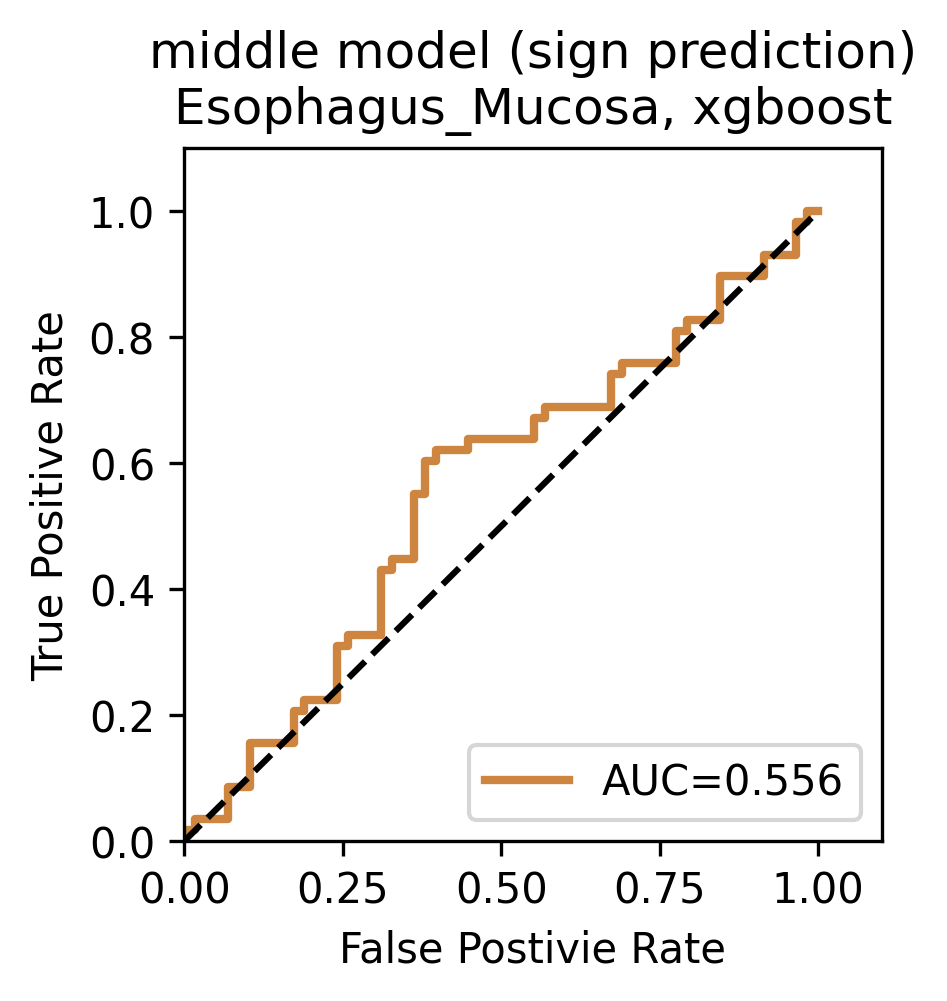 middle model (sign prediction)
Esophagus_Mucosa, xgboost
True Positive Rate
1.0
0.8
0.6
0.4
0.2
0.0
AUC=0.556
0.00 0.25 0.50 0.75 1.00
False Postivie Rate